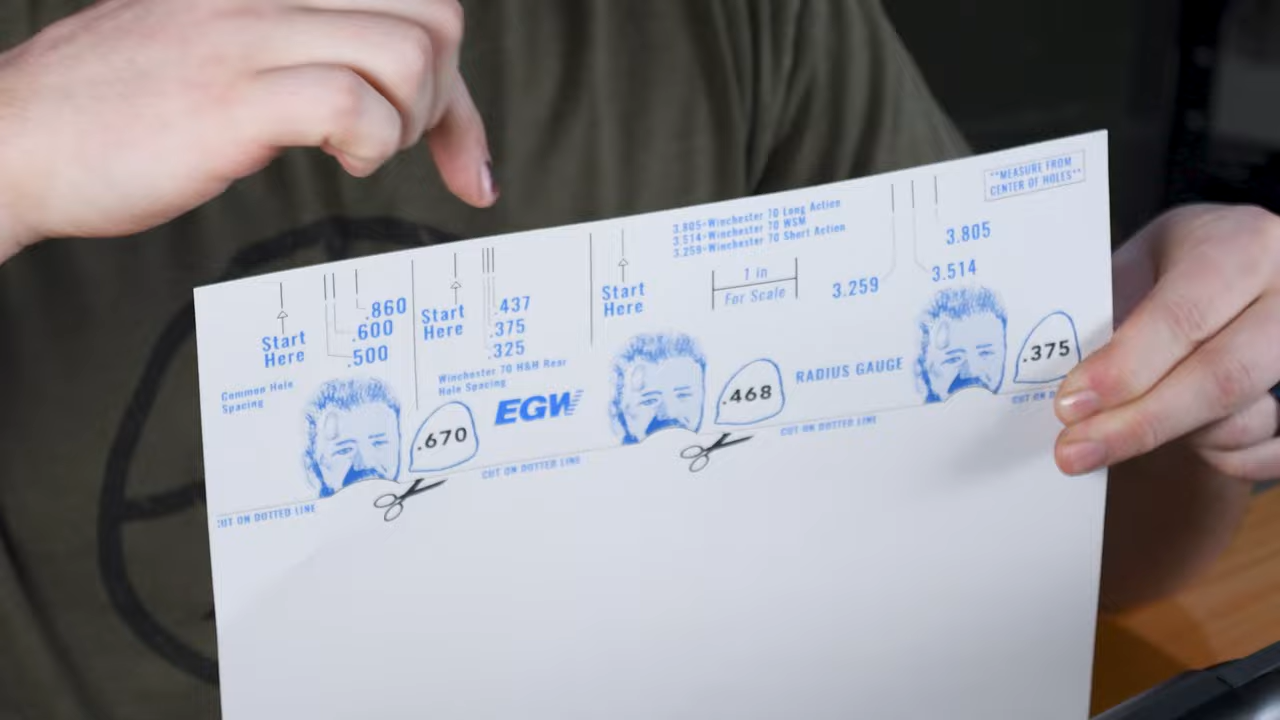 **MEASURE FROM
CENTER OF HOLES**
3.805=Winchester 70 Long Action
3.514=Winchester 70 WSM
3.259=Winchester 70 Short Action
3.805
3.514
3.259
1 in
For Scale
Start
Here
.437
.375
.325
Start
Here
.860
.600
.500
Start
Here
Winchester 70 H&H Rear
Hole Spacing
Common Hole
Spacing
EGW
RADIUS GAUGE
.670
.468
.375
CUT ON DOTTED LINE
CUT ON DOTTED LINE
CUT ON DOTTED LINE
CUT ON D